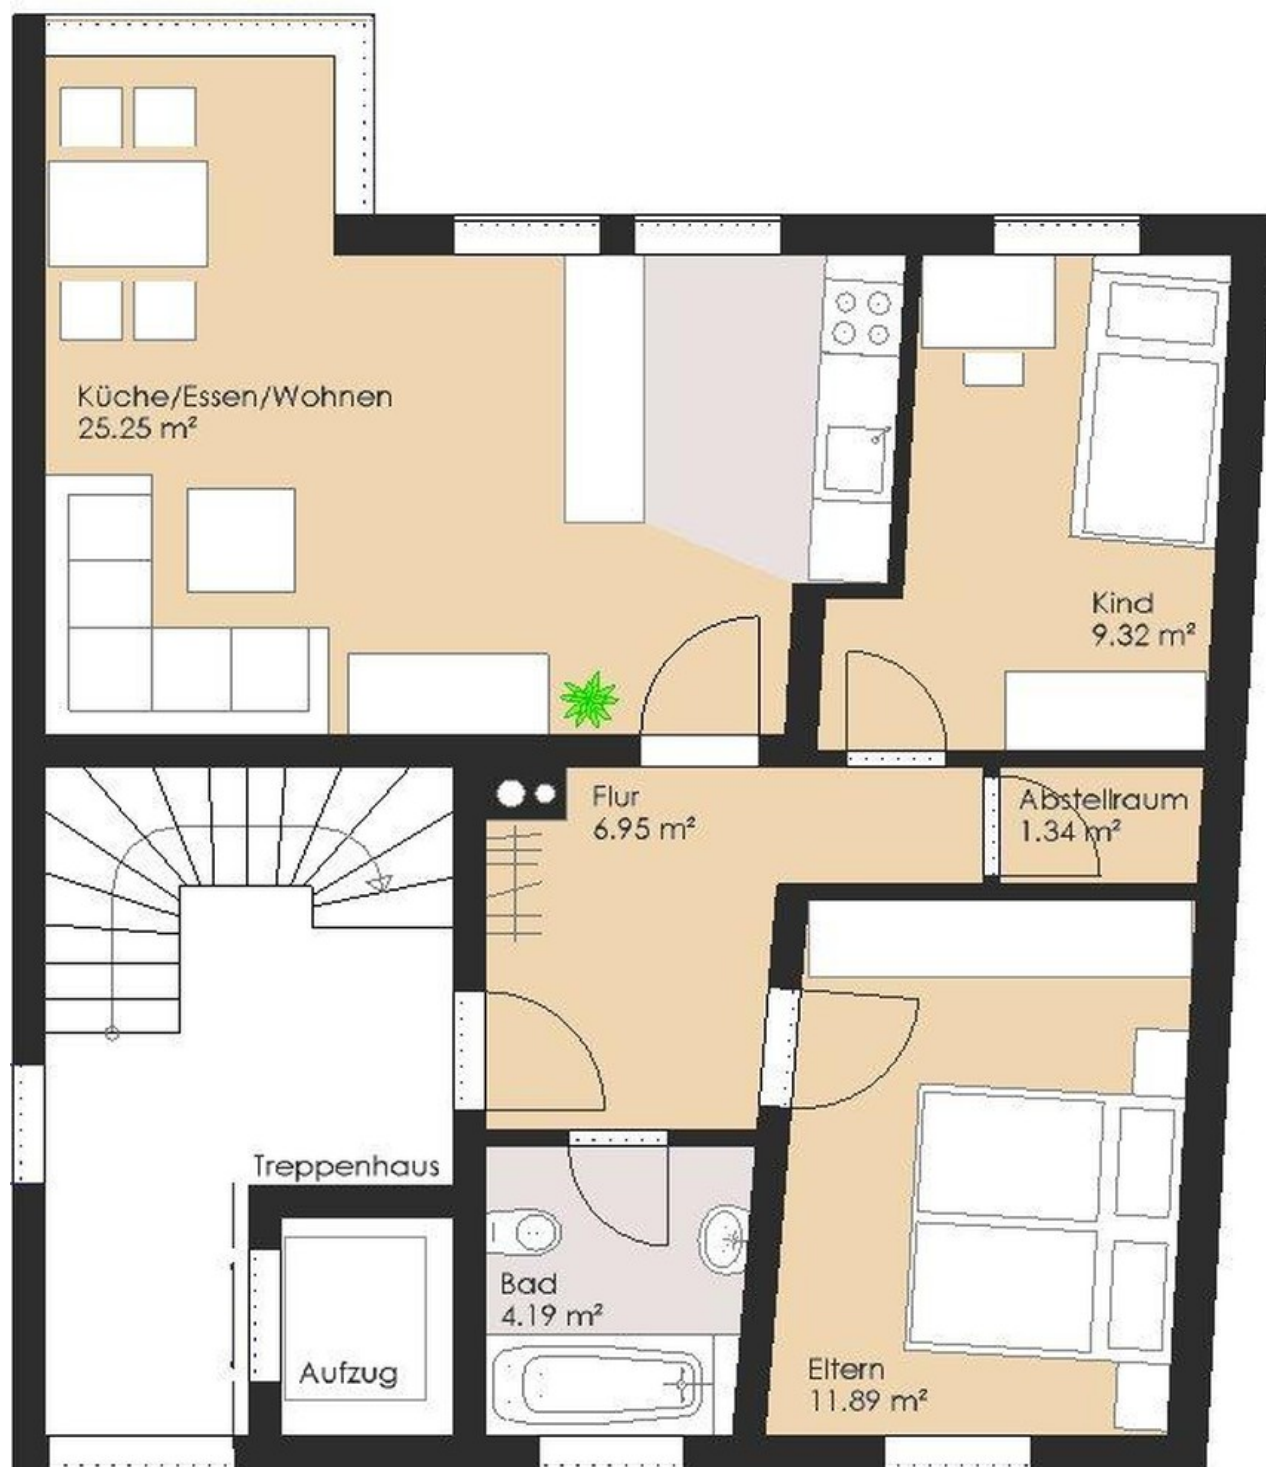 Küche/Essen/Wohnen
25.25 m²
Kind
9.32 m²
Flur
6.95 m²
Abstellraum
1.34 m²
Treppenhaus
Bad
4.19 m²
Aufzug
Eltern
11.89 m²